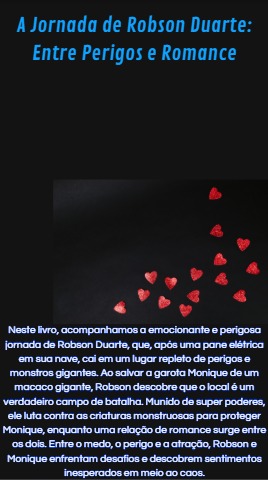 A Jornada de Robson Duarte:
Entre Perigos e Romance
Neste livro, acompanhamos a emocionante e perigosa
jornada de Robson Duarte, que, após uma pane elétrica
em sua nave, cai em um lugar repleto de perigos e
monstros gigantes. Ao salvar a garota Monique de um
macaco gigante, Robson descobre que o local é um
verdadeiro campo de batalha. Munido de super poderes,
ele luta contra as criaturas monstruosas para proteger
Monique, enquanto uma relação de romance surge entre
os dois. Entre o medo, o perigo e a atração, Robson e
Monique enfrentam desafios e descobrem sentimentos
inesperados em meio ao caos.